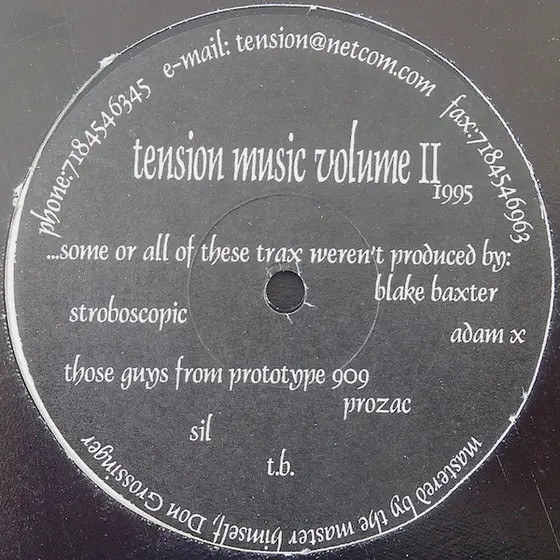 phone:7184546345
e-mail: tension@netcom.com
fax:7184546963
tension music volume II
1995
...some or all of these trax weren't produced by:
blake baxter
stroboscopic
adam x
those guys from prototype 909
prozac
sil
t.b.
mastered by the master himself, Don Grossinger